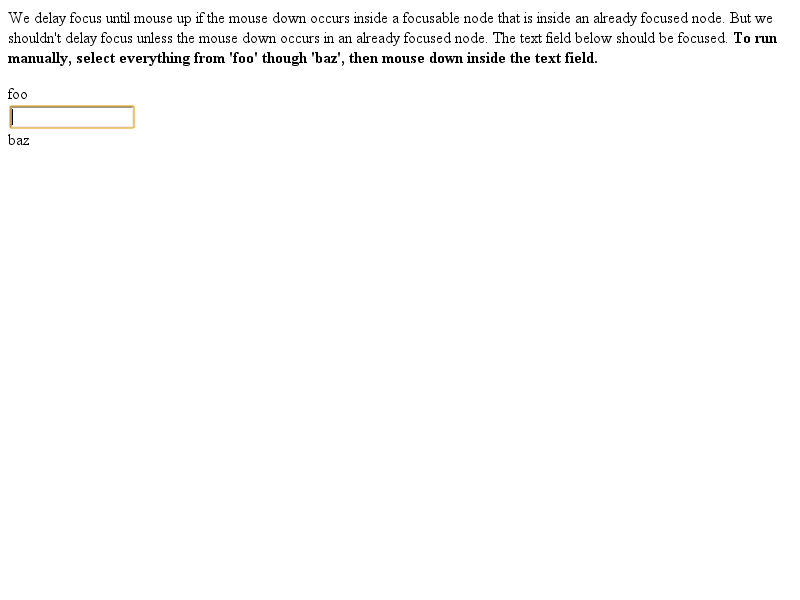 We delay focus until mouse up if the mouse down occurs inside a focusable node that is inside an already focused node. But we
shouldn't delay focus unless the mouse down occurs in an already focused node. The text field below should be focused. To run
manually, select everything from 'foo' though 'baz', then mouse down inside the text field.
foo
baz